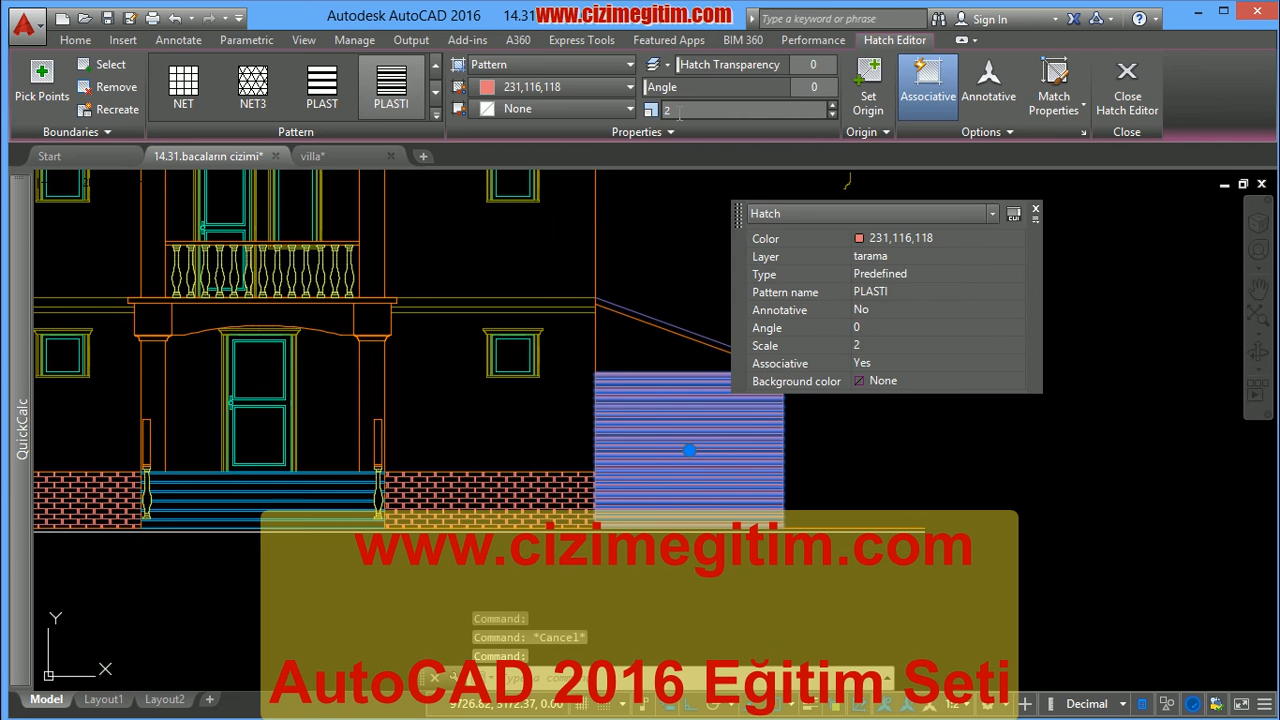 Autodesk AutoCAD 2016
14.31
www.cizimegitim.com
Type a keyword or phrase
Sign In
Home
Insert
Annotate
Parametric
View
Manage
Output
Add-ins
A360
Express Tools
Featured Apps
BIM 360
Performance
Hatch Editor
Pick Points
Select
Remove
Recreate
Boundaries
NET
NET3
PLAST
PLASTI
Pattern
Pattern
231,116,118
None
Hatch Transparency 0
Angle 0
2
Properties
Set
Origin
Origin
Associative
Annotative
Match
Properties
Options
Close
Hatch Editor
Close
Start
14.31.bacaların cizimi*
villa*
QuickCalc
Hatch
Color 231,116,118
Layer tarama
Type Predefined
Pattern name PLASTI
Annotative No
Angle 0
Scale 2
Associative Yes
Background color None
www.cizimegitim.com
Command:
Command: *Cancel*
Command:
AutoCAD 2016 Eğitim Seti
Y
X
Model
Layout1
Layout2
Decimal